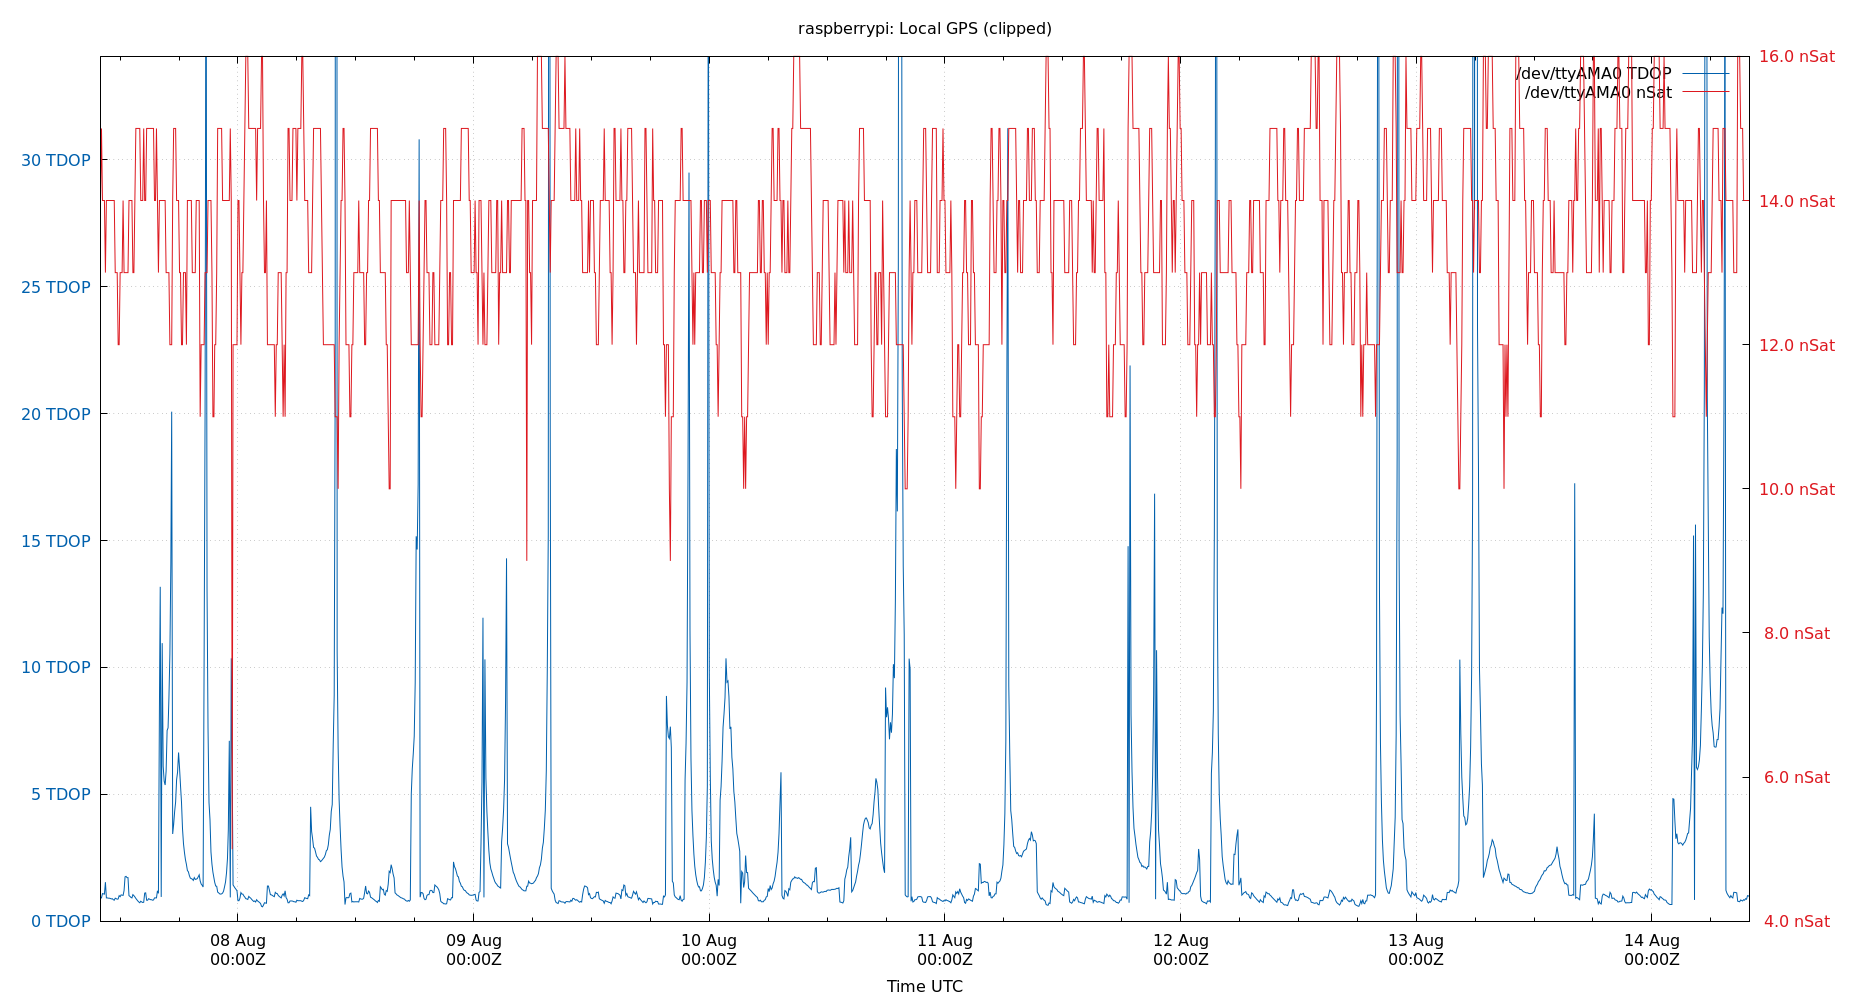 raspberrypi: Local GPS (clipped)
16.0 nSat
/dev/ttyAMA0 TDOP
/dev/ttyAMA0 nSat
30 TDOP
14.0 nSat
25 TDOP
12.0 nSat
20 TDOP
10.0 nSat
15 TDOP
8.0 nSat
10 TDOP
6.0 nSat
5 TDOP
0 TDOP
4.0 nSat
08 Aug
00:00Z
09 Aug
00:00Z
10 Aug
00:00Z
11 Aug
00:00Z
12 Aug
00:00Z
13 Aug
00:00Z
14 Aug
00:00Z
Time UTC